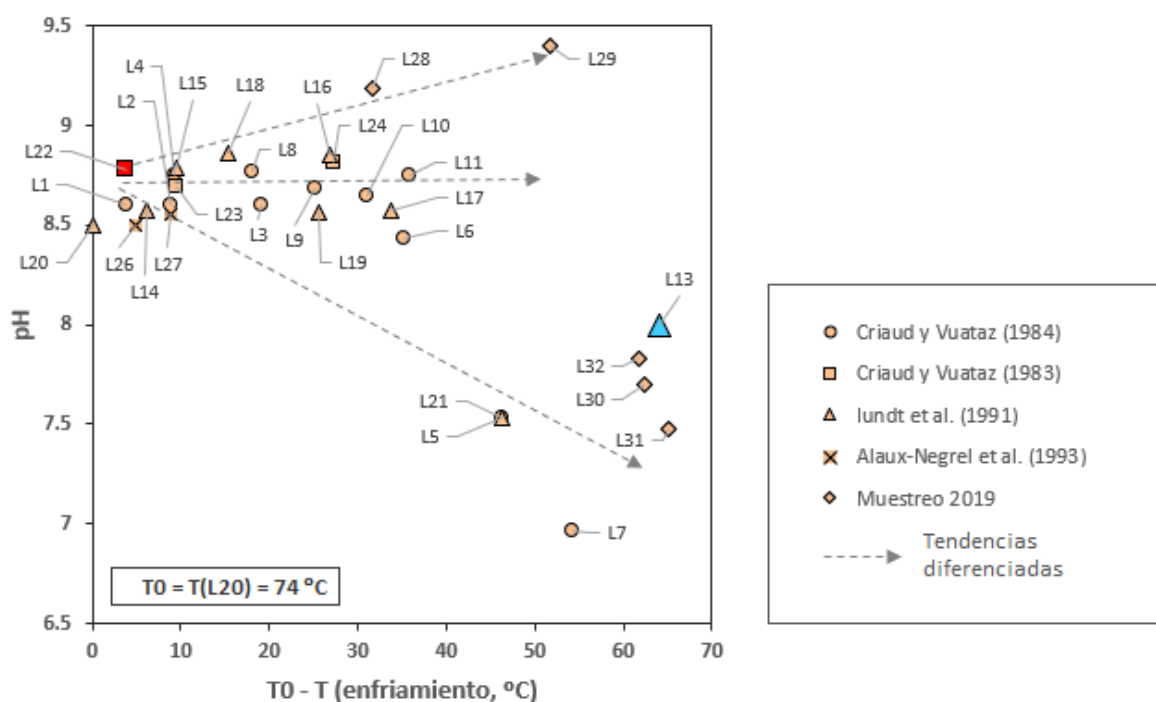 9.5
9
8.5
8
7.5
7
6.5
pH
0
10
20
30
40
50
60
70
T0 - T (enfriamiento, ºC)
L4
L15
L18
L16
L28
L29
L2
L24
L10
L22
L8
L11
L1
L17
L23
L3
L9
L6
L20
L26
L27
L19
L14
L13
L32
L30
L21
L5
L31
L7
T0 = T(L20) = 74 ºC
Criaud y Vuataz (1984)
Criaud y Vuataz (1983)
Iundt et al. (1991)
Alaux-Negrel et al. (1993)
Muestreo 2019
Tendencias
diferenciadas